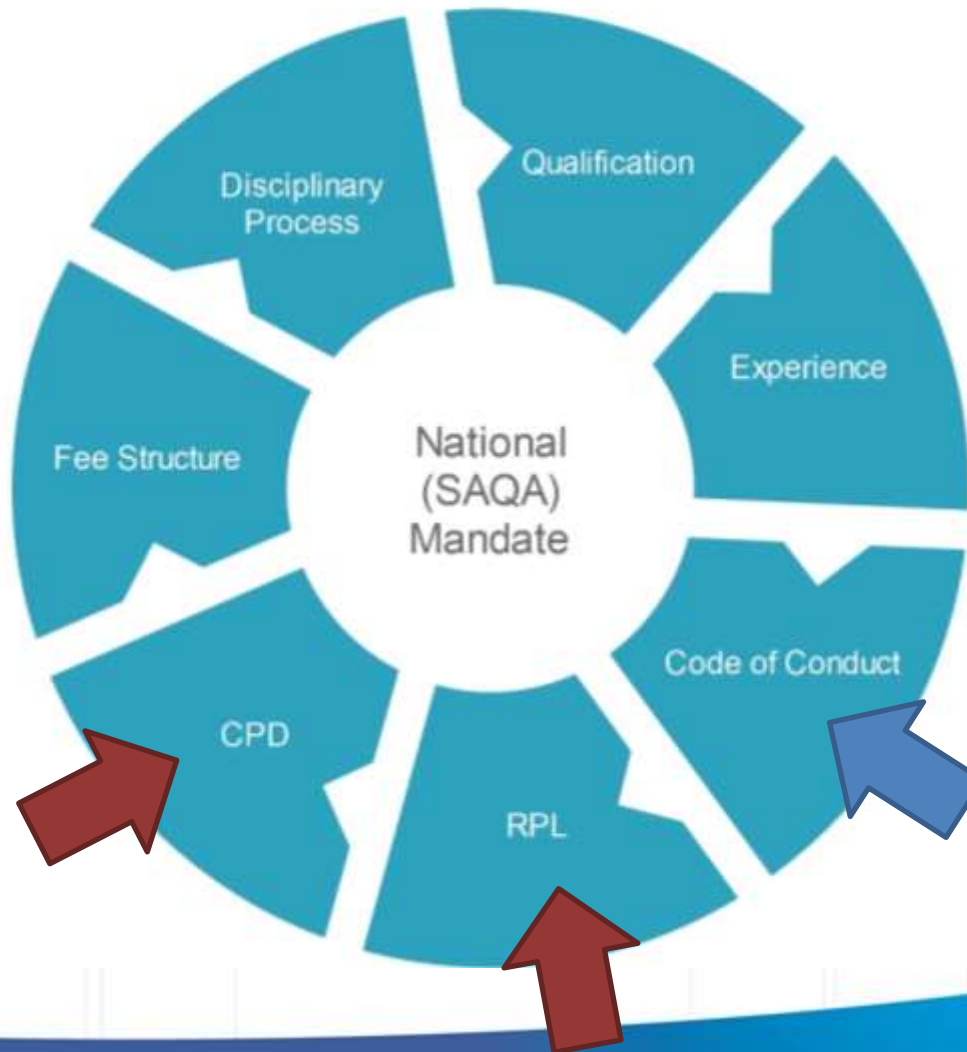 Qualification
Experience
Code of Conduct
RPL
CPD
Fee Structure
Disciplinary
Process
National
(SAQA)
Mandate